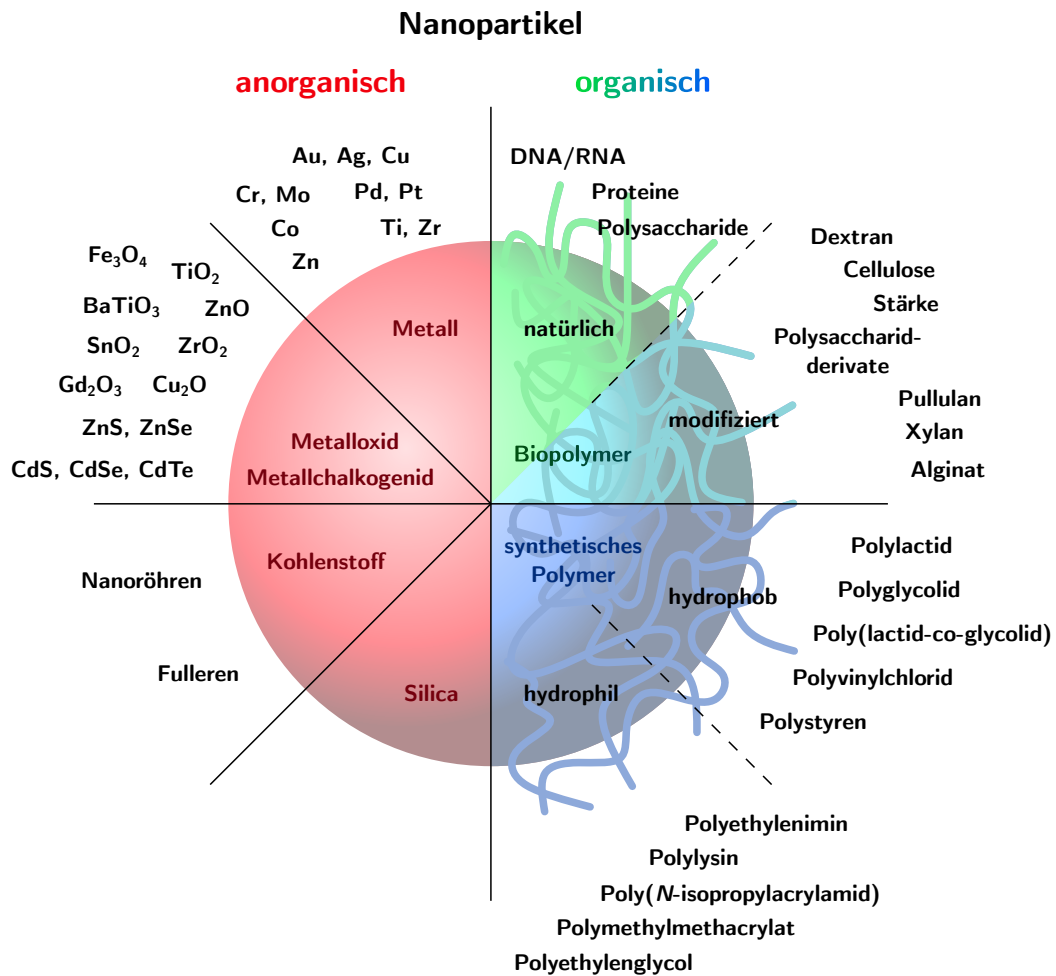 Nanopartikel
anorganisch
organisch
Au, Ag, Cu
Cr, Mo
Pd, Pt
Co
Ti, Zr
Zn
Metall
Fe₃O₄
TiO₂
BaTiO₃
ZnO
SnO₂
ZrO₂
Gd₂O₃
Cu₂O
ZnS, ZnSe
CdS, CdSe, CdTe
Metalloxid
Metallchalkogenid
Kohlenstoff
Nanoröhren
Fulleren
Silica
DNA/RNA
Proteine
Polysaccharide
natürlich
Biopolymer
modifiziert
Dextran
Cellulose
Stärke
Polysaccharid-
derivate
Pullulan
Xylan
Alginat
synthetisches
Polymer
hydrophob
Polylactid
Polyglycolid
Poly(lactid-co-glycolid)
Polyvinylchlorid
Polystyren
hydrophil
Polyethylenimin
Polylysin
Poly(N-isopropylacrylamid)
Polymethylmethacrylat
Polyethylenglycol